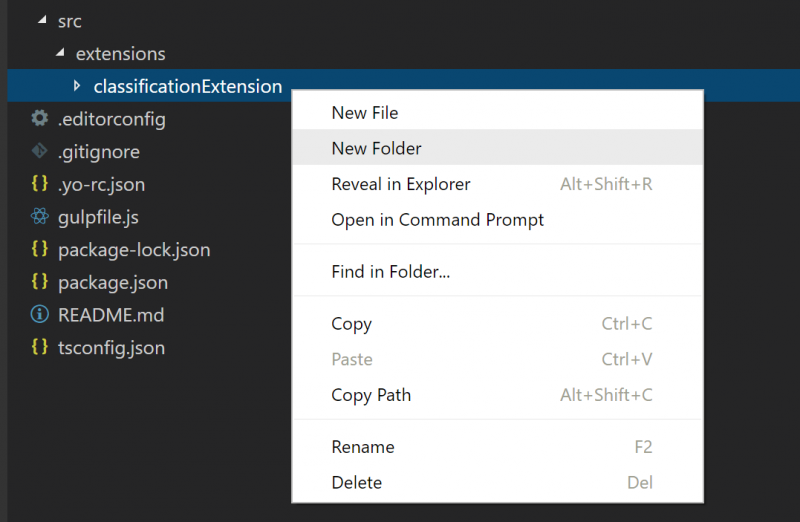 src
extensions
classificationExtension
.editorconfig
.gitignore
.yo-rc.json
gulpfile.js
package-lock.json
package.json
README.md
tsconfig.json
New File
New Folder
Reveal in Explorer Alt+Shift+R
Open in Command Prompt
Find in Folder...
Copy Ctrl+C
Paste Ctrl+V
Copy Path Alt+Shift+C
Rename F2
Delete Del